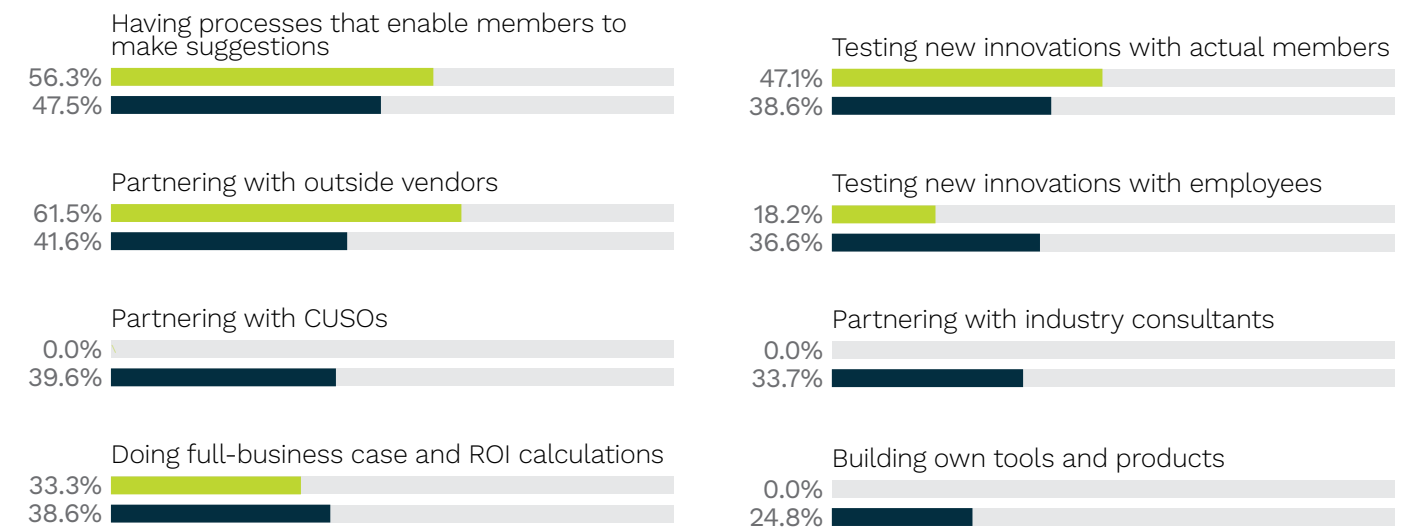 Having processes that enable members to
make suggestions
56.3%
47.5%
Partnering with outside vendors
61.5%
41.6%
Partnering with CUSOs
0.0%
39.6%
Doing full-business case and ROI calculations
33.3%
38.6%
Testing new innovations with actual members
47.1%
38.6%
Testing new innovations with employees
18.2%
36.6%
Partnering with industry consultants
0.0%
33.7%
Building own tools and products
0.0%
24.8%